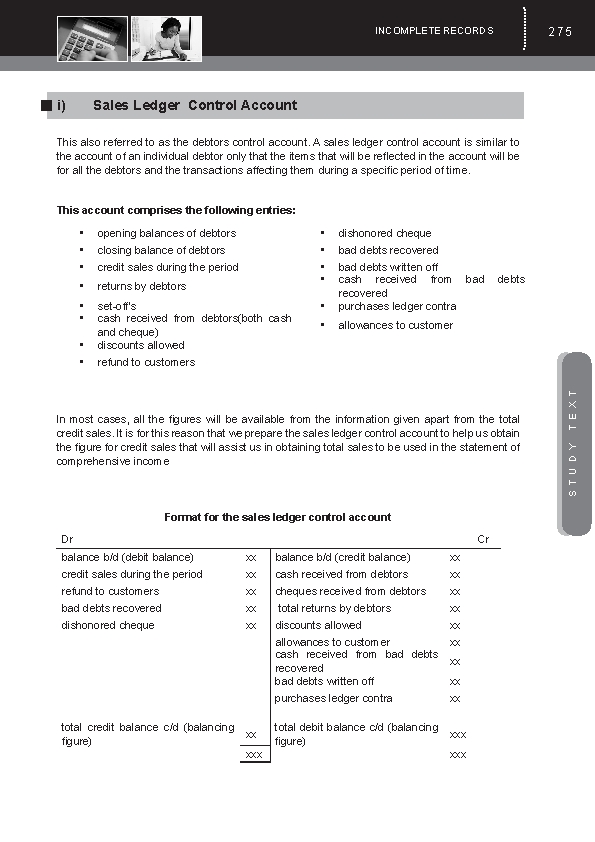 INCOMPLETE RECORDS 275
i) Sales Ledger Control Account
This also referred to as the debtors control account. A sales ledger control account is similar to
the account of an individual debtor only that the items that will be reflected in the account will be
for all the debtors and the transactions affecting them during a specific period of time.
This account comprises the following entries:
• opening balances of debtors
• closing balance of debtors
• credit sales during the period
• returns by debtors
• set-off's
• cash received from debtors(both cash
and cheque)
• discounts allowed
• refund to customers
• dishonored cheque
• bad debts recovered
• bad debts written off
• cash received from bad debts
recovered
• purchases ledger contra
• allowances to customer
In most cases, all the figures will be available from the information given apart from the total
credit sales. It is for this reason that we prepare the sales ledger control account to help us obtain
the figure for credit sales that will assist us in obtaining total sales to be used in the statement of
comprehensive income
STUDY TEXT
Format for the sales ledger control account
Dr Cr
balance b/d (debit balance) xx balance b/d (credit balance) xx
credit sales during the period xx cash received from debtors xx
refund to customers xx cheques received from debtors xx
bad debts recovered xx total returns by debtors xx
dishonored cheque xx discounts allowed xx
allowances to customer xx
cash received from bad debts
recovered xx
bad debts written off xx
purchases ledger contra xx
total credit balance c/d (balancing
figure) xx total debit balance c/d (balancing
figure) xxx
xxx xxx